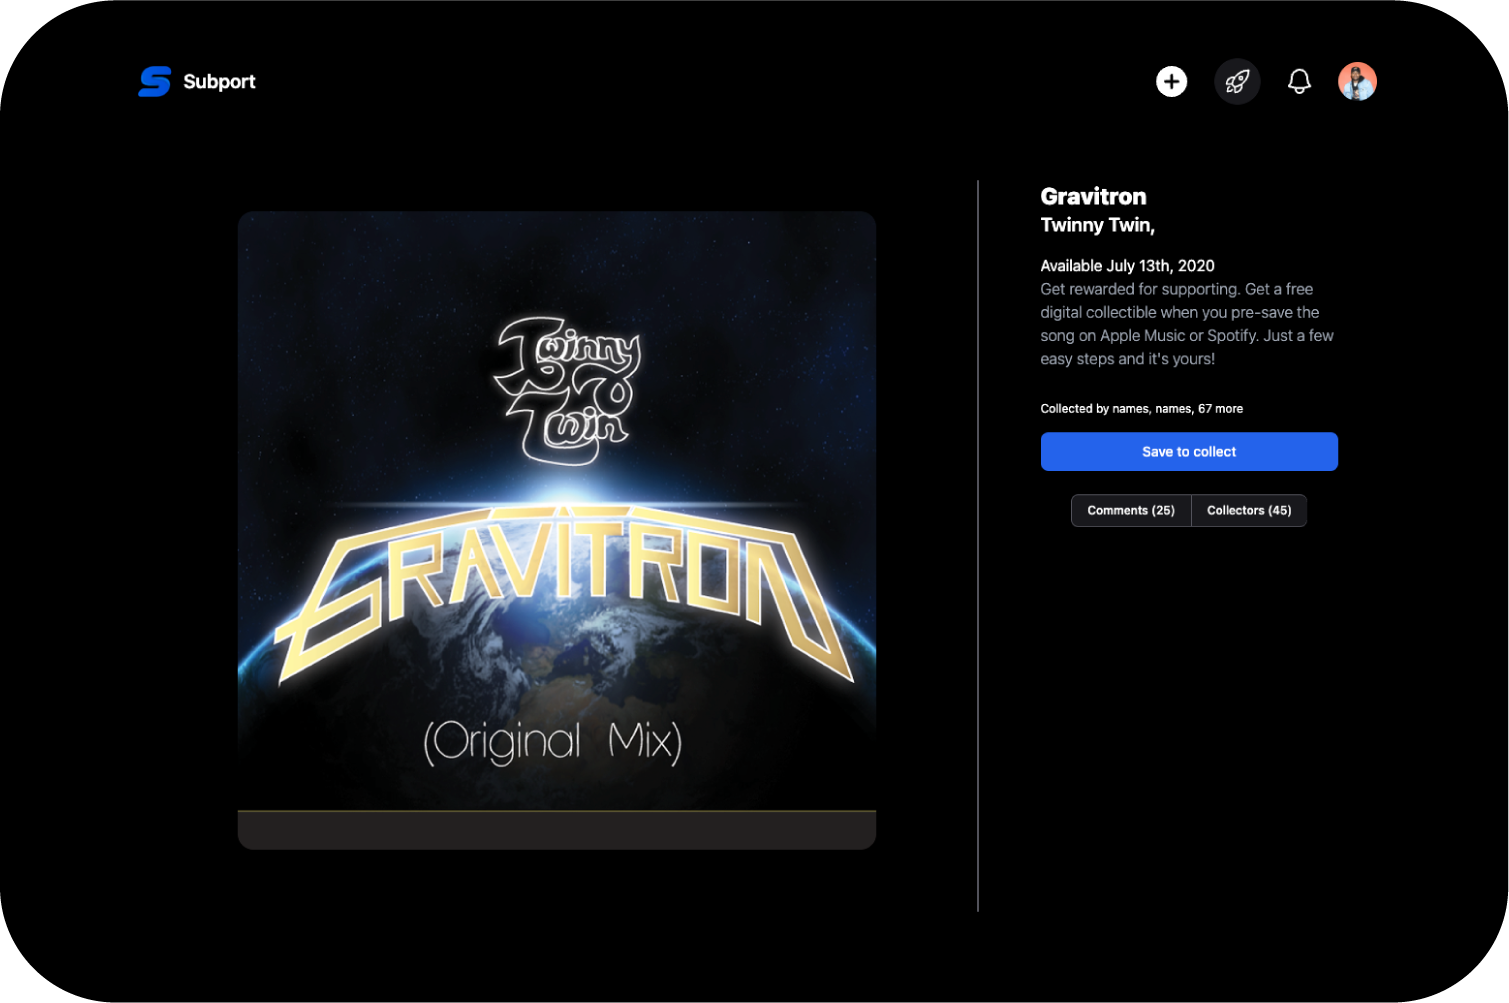 Subport
Twinny
Twin
GRAVITRON
(Original Mix)
Gravitron
Twinny Twin,
Available July 13th, 2020
Get rewarded for supporting. Get a free
digital collectible when you pre-save the
song on Apple Music or Spotify. Just a few
easy steps and it's yours!
Collected by names, names, 67 more
Save to collect
Comments (25) Collectors (45)